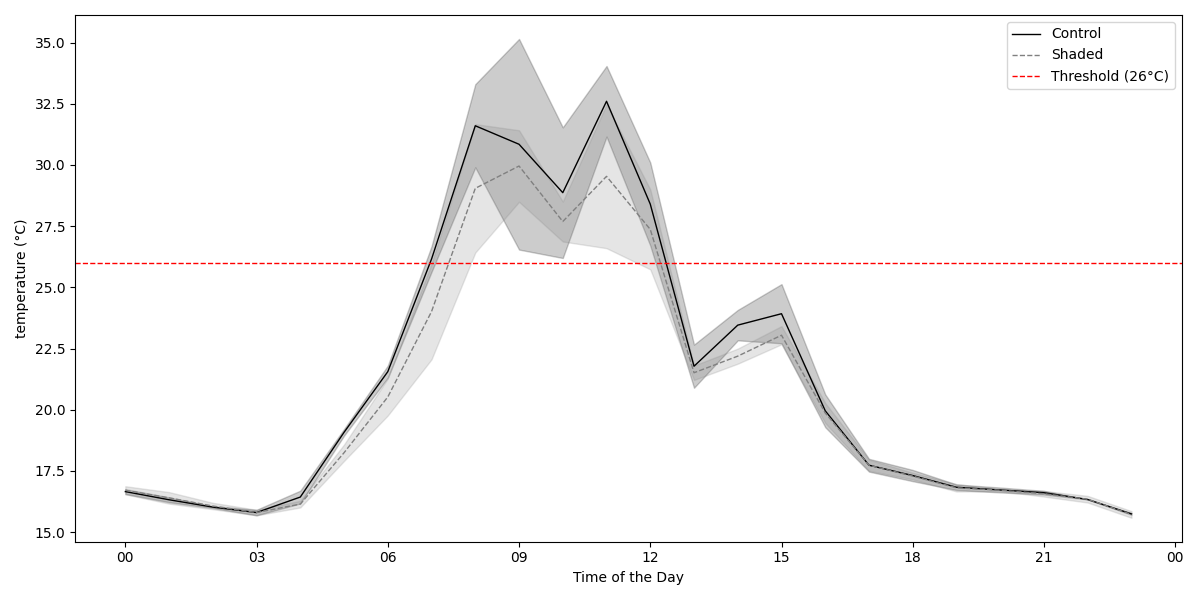 35.0
32.5
30.0
27.5
25.0
22.5
20.0
17.5
15.0
temperature (°C)
Control
Shaded
Threshold (26°C)
00 03 06 09 12 15 18 21 00
Time of the Day